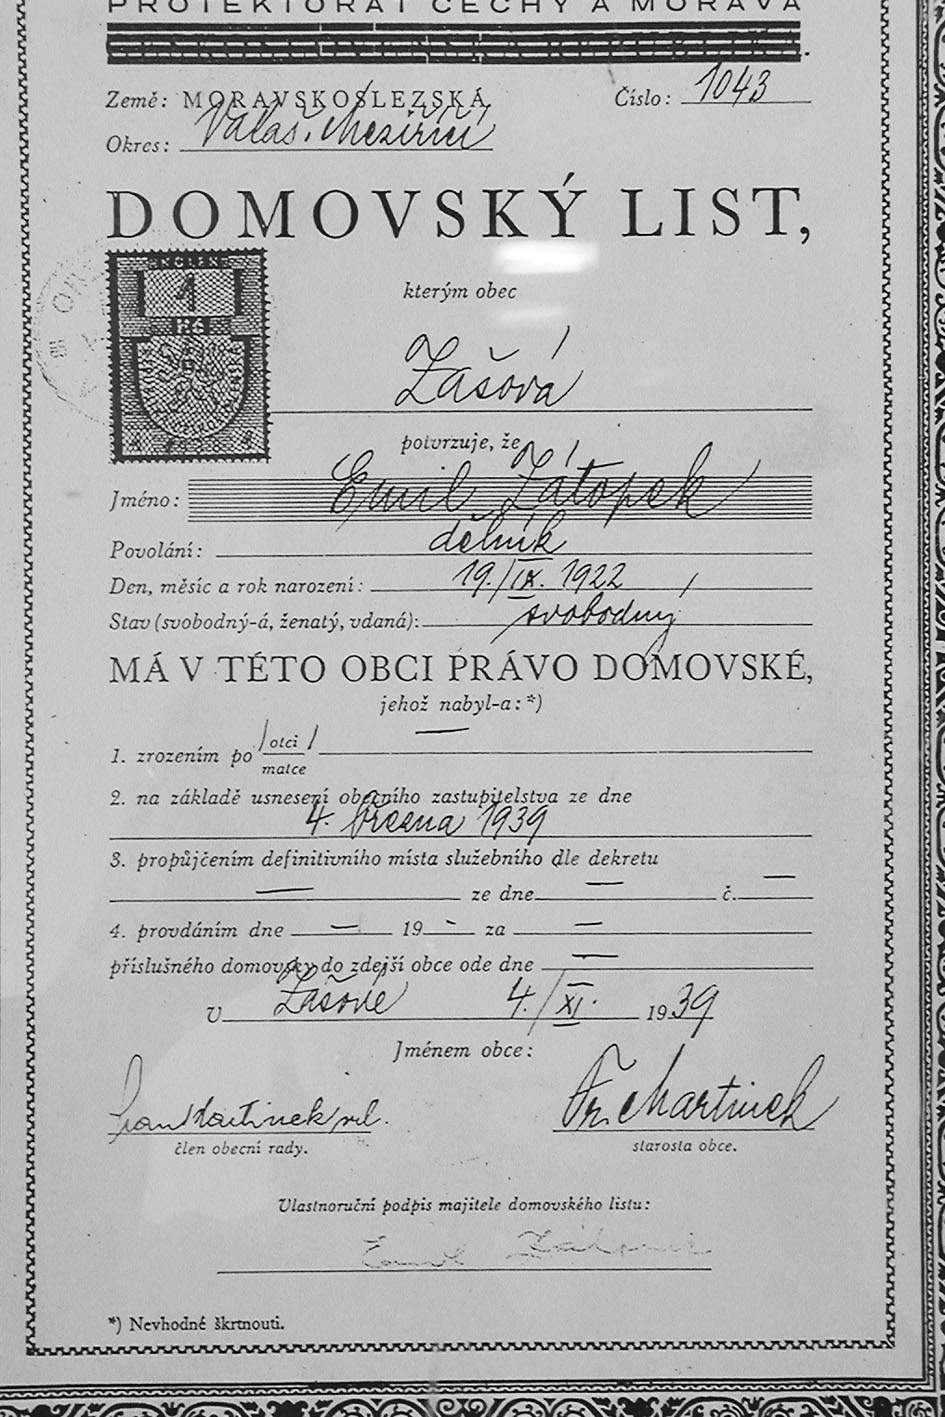 PROTEKTORÁT ČECHY A MORAVA
Země: MORAVSKOSLEZSKÁ Číslo: 1043
Okres: Valaš. Meziříčí
DOMOVSKÝ LIST,
1
Kč
kterým obec
Zašová
potvrzuje, že
Jméno: Emil Zátopek
Povolání: dělník
Den, měsíc a rok narození: 19./IX. 1922
Stav (svobodný-á, ženatý, vdaná): svobodný
MÁ V TÉTO OBCI PRÁVO DOMOVSKÉ,
jehož nabyl-a: *)
1. zrozením po /otci/ —
matce
2. na základě usnesení obecního zastupitelstva ze dne
4. března 1939
3. propůjčením definitivního místa služebního dle dekretu
— ze dne — č. —
4. provdáním dne — 19 - za —
příslušného domovsky do zdejší obce ode dne —
v Zašové 4./XI. 1939
Jménem obce:
Martinek Fr. Martinek
člen obecní rady. starosta obce.
Vlastnoruční podpis majitele domovského listu:
Emil Zátopek
*) Nevhodné škrtnouti.